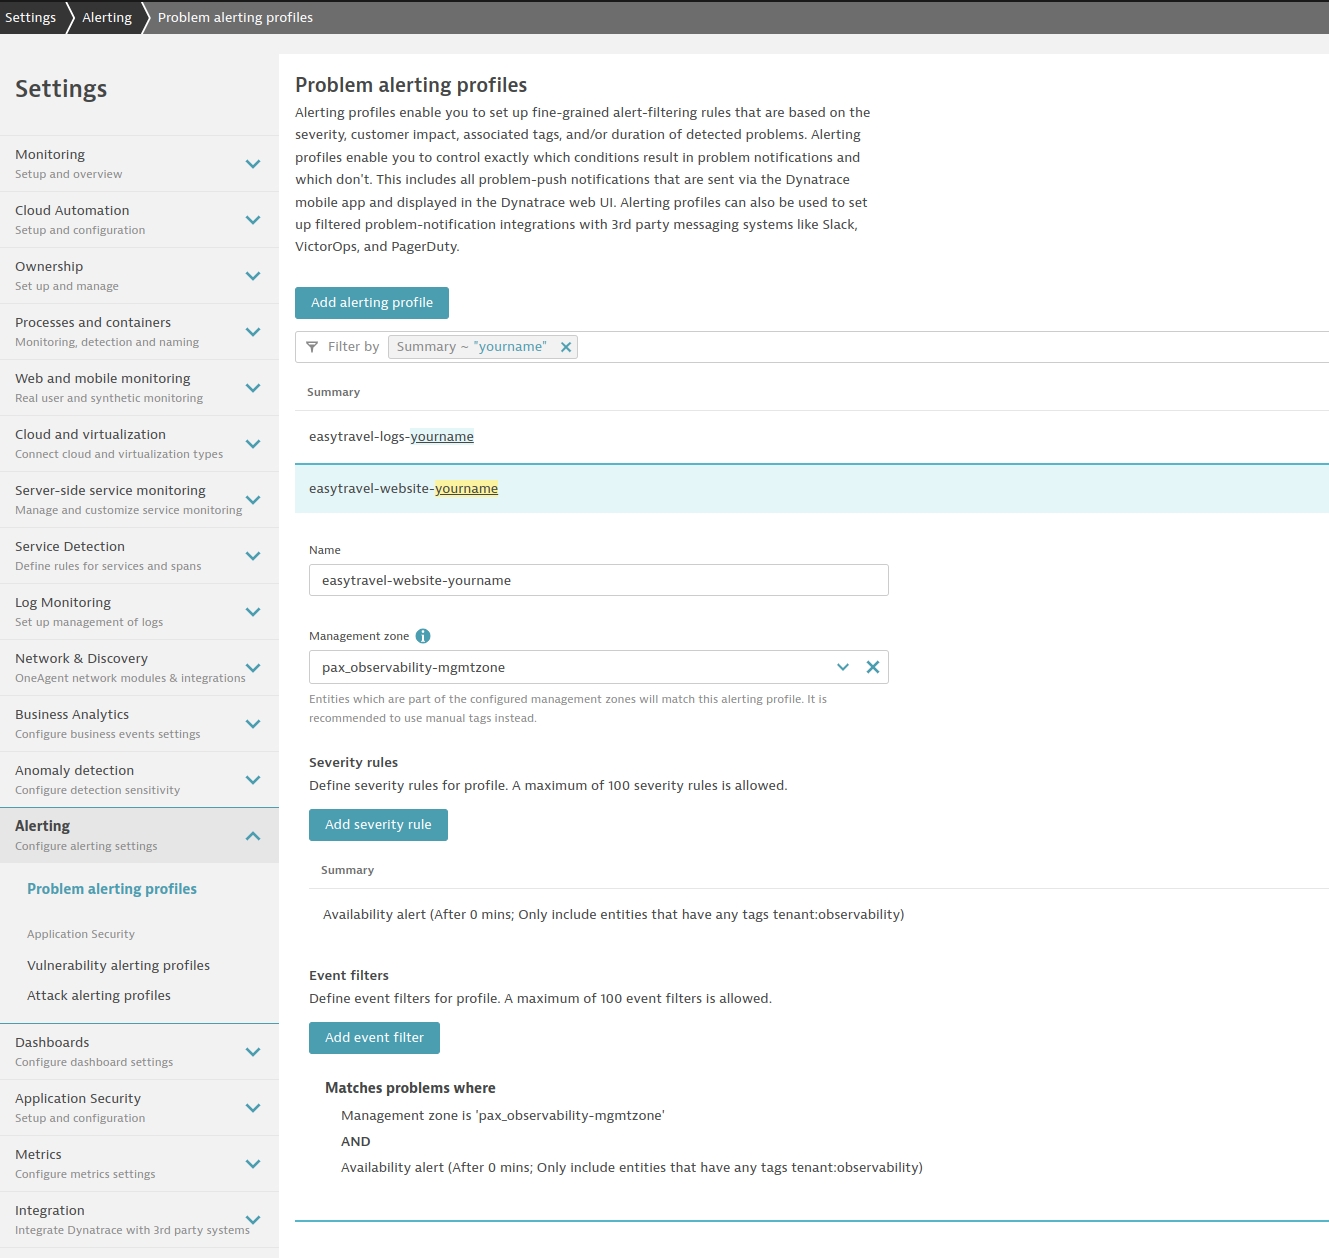 Settings
Alerting
Problem alerting profiles
Settings
Monitoring
Setup and overview
Cloud Automation
Setup and configuration
Ownership
Set up and manage
Processes and containers
Monitoring, detection and naming
Web and mobile monitoring
Real user and synthetic monitoring
Cloud and virtualization
Connect cloud and virtualization types
Server-side service monitoring
Manage and customize service monitoring
Service Detection
Define rules for services and spans
Log Monitoring
Set up management of logs
Network & Discovery
OneAgent network modules & integrations
Business Analytics
Configure business events settings
Anomaly detection
Configure detection sensitivity
Alerting
Configure alerting settings
Problem alerting profiles
Application Security
Vulnerability alerting profiles
Attack alerting profiles
Dashboards
Configure dashboard settings
Application Security
Setup and configuration
Metrics
Configure metrics settings
Integration
Integrate Dynatrace with 3rd party systems
Problem alerting profiles
Alerting profiles enable you to set up fine-grained alert-filtering rules that are based on the
severity, customer impact, associated tags, and/or duration of detected problems. Alerting
profiles enable you to control exactly which conditions result in problem notifications and
which don't. This includes all problem-push notifications that are sent via the Dynatrace
mobile app and displayed in the Dynatrace web UI. Alerting profiles can also be used to set
up filtered problem-notification integrations with 3rd party messaging systems like Slack,
VictorOps, and PagerDuty.
Add alerting profile
Filter by Summary ~ "yourname"
Summary
easytravel-logs-yourname
easytravel-website-yourname
Name
easytravel-website-yourname
Management zone
pax_observability-mgmtzone
Entities which are part of the configured management zones will match this alerting profile. It is
recommended to use manual tags instead.
Severity rules
Define severity rules for profile. A maximum of 100 severity rules is allowed.
Add severity rule
Summary
Availability alert (After 0 mins; Only include entities that have any tags tenant:observability)
Event filters
Define event filters for profile. A maximum of 100 event filters is allowed.
Add event filter
Matches problems where
Management zone is 'pax_observability-mgmtzone'
AND
Availability alert (After 0 mins; Only include entities that have any tags tenant:observability)